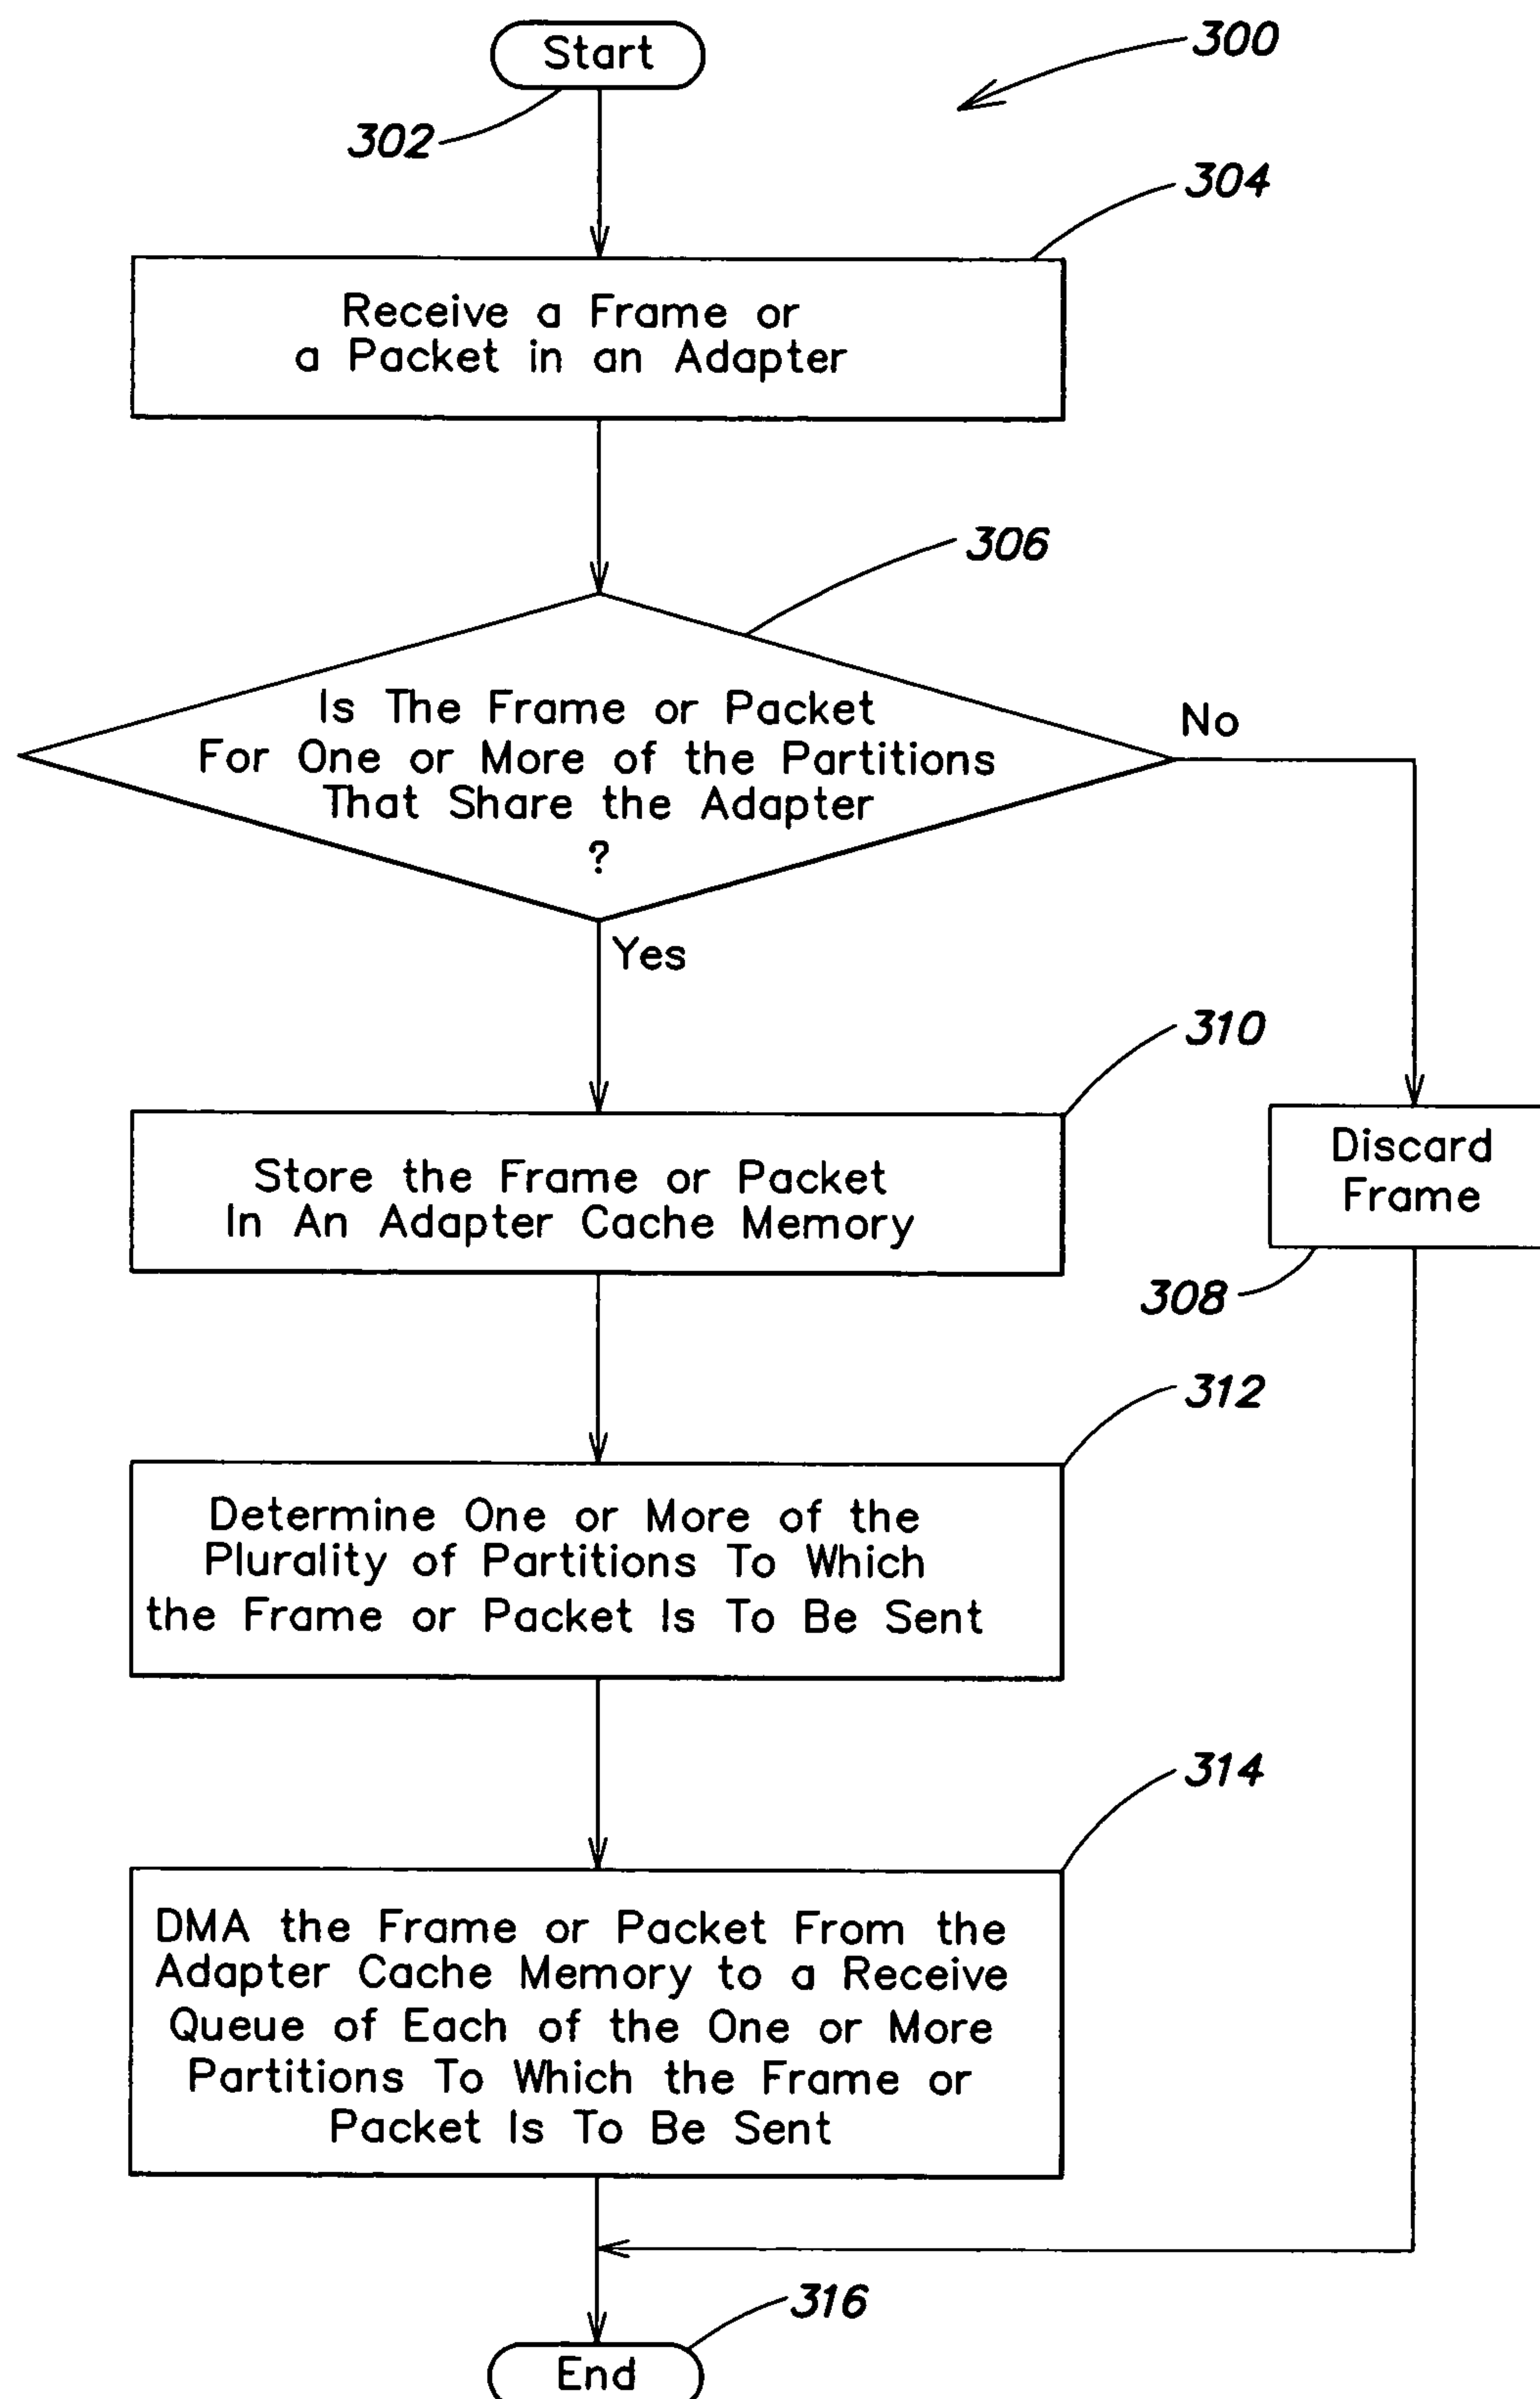 Start
300
302
304
Receive a Frame or
a Packet in an Adapter
306
Is The Frame or Packet
For One or More of the Partitions
That Share the Adapter
?
No
Yes
310
Store the Frame or Packet
In An Adapter Cache Memory
Discard
Frame
308
312
Determine One or More of the
Plurality of Partitions To Which
the Frame or Packet Is To Be Sent
314
DMA the Frame or Packet From the
Adapter Cache Memory to a Receive
Queue of Each of the One or More
Partitions To Which the Frame or
Packet Is To Be Sent
316
End